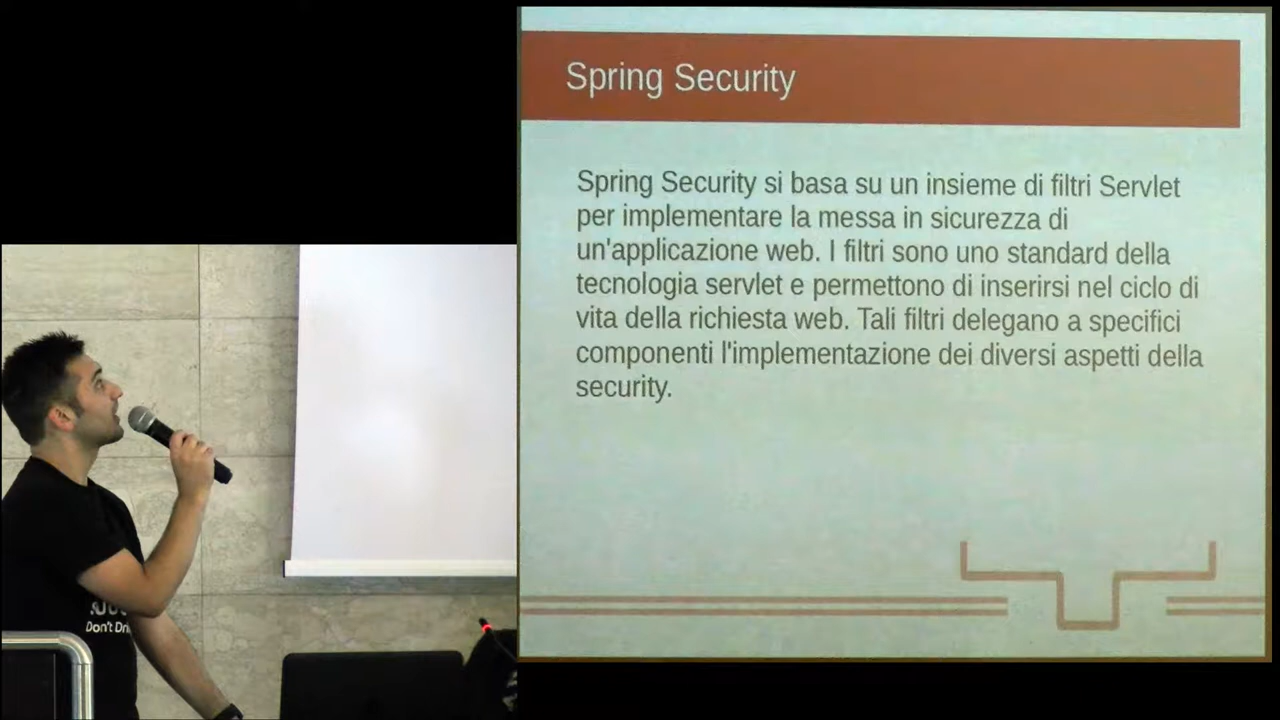 Spring Security
Spring Security si basa su un insieme di filtri Servlet
per implementare la messa in sicurezza di
un'applicazione web. I filtri sono uno standard della
tecnologia servlet e permettono di inserirsi nel ciclo di
vita della richiesta web. Tali filtri delegano a specifici
componenti l'implementazione dei diversi aspetti della
security.
Don't